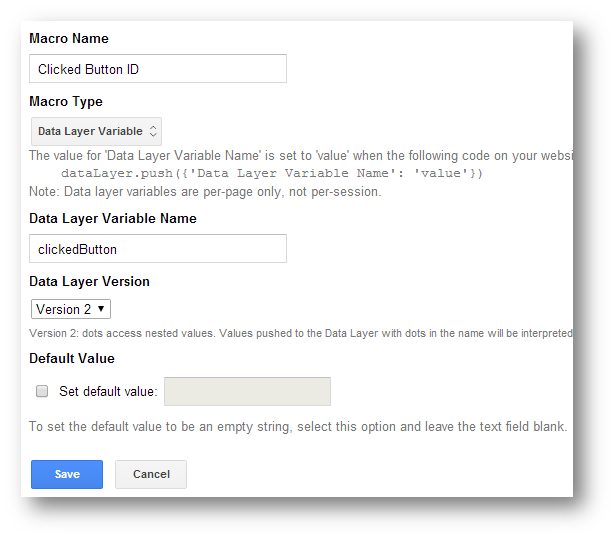 Macro Name
Clicked Button ID
Macro Type
Data Layer Variable
The value for 'Data Layer Variable Name' is set to 'value' when the following code on your websi
dataLayer.push({'Data Layer Variable Name': 'value'})
Note: Data layer variables are per-page only, not per-session.
Data Layer Variable Name
clickedButton
Data Layer Version
Version 2
Version 2: dots access nested values. Values pushed to the Data Layer with dots in the name will be interpreted
Default Value
Set default value:
To set the default value to be an empty string, select this option and leave the text field blank.
Save Cancel